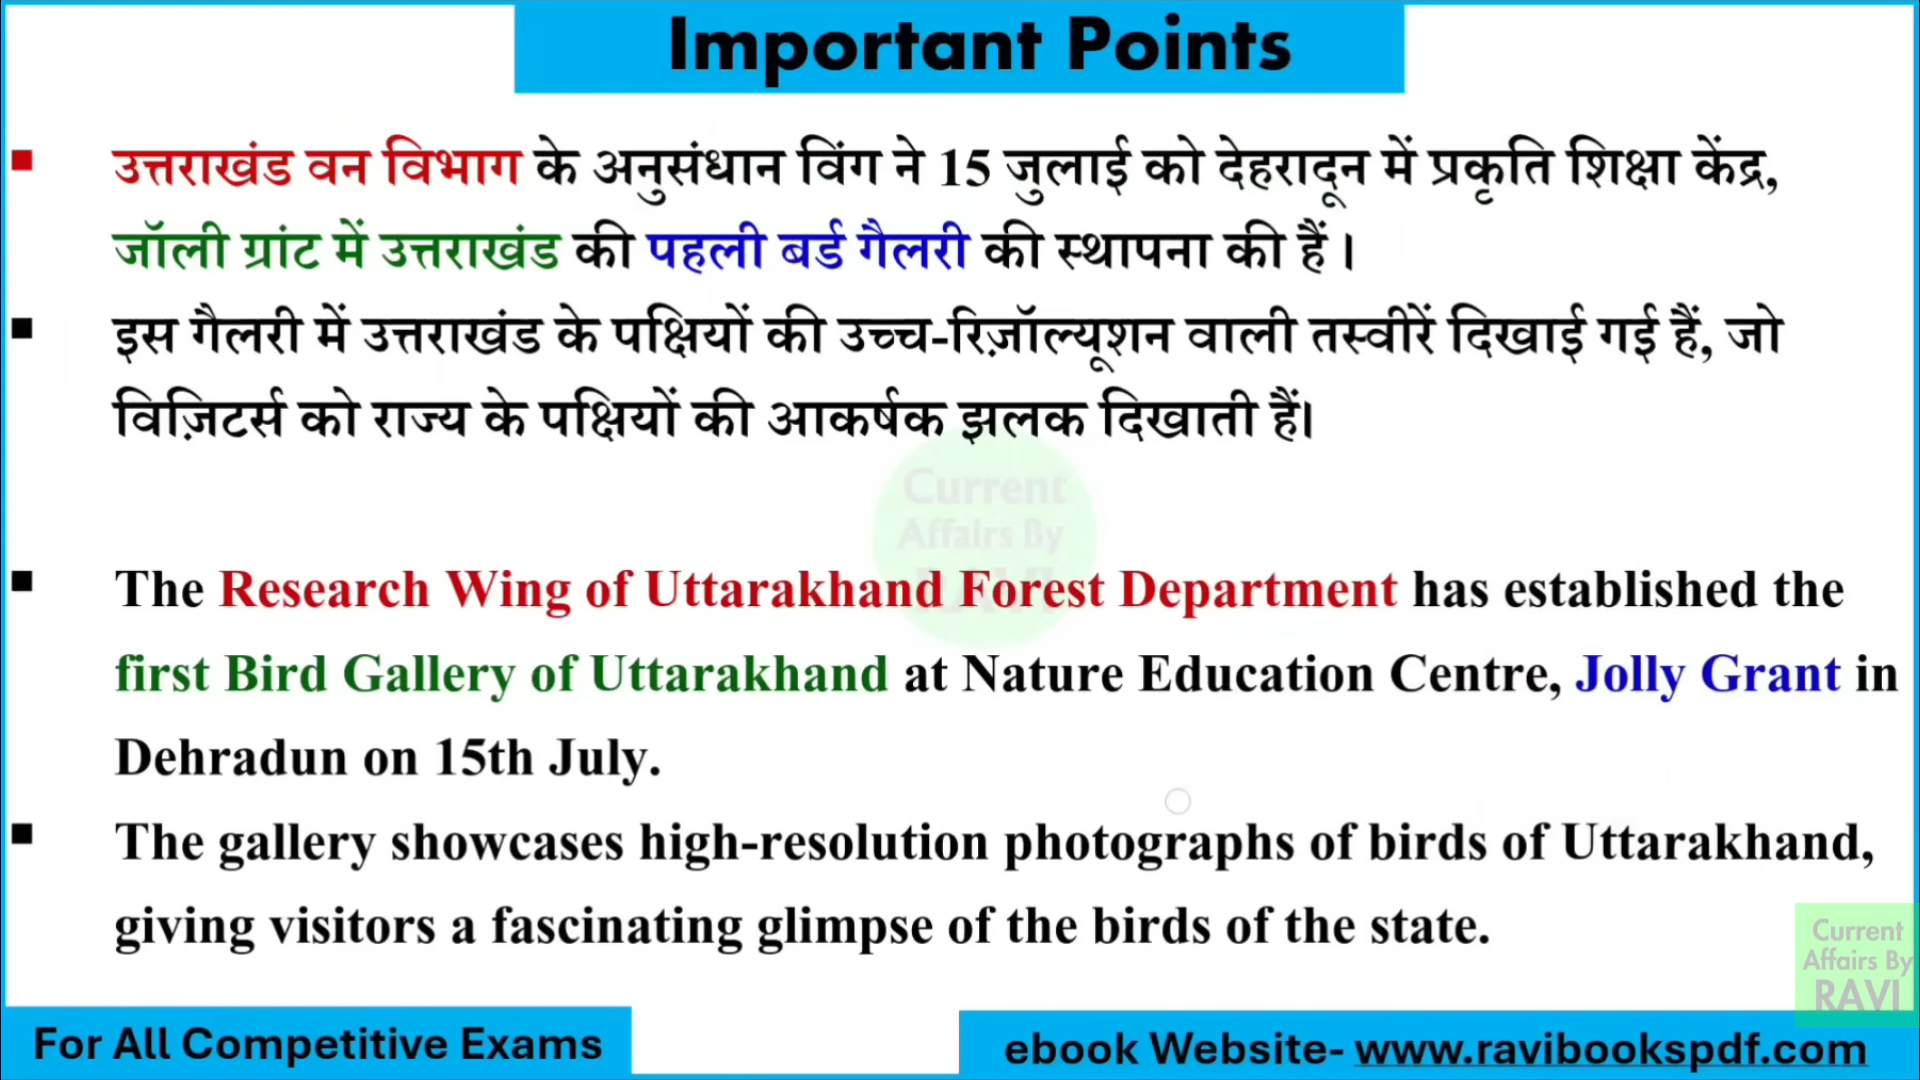 Important Points
▪ उत्तराखंड वन विभाग के अनुसंधान विंग ने 15 जुलाई को देहरादून में प्रकृति शिक्षा केंद्र,
जॉली ग्रांट में उत्तराखंड की पहली बर्ड गैलरी की स्थापना की हैं ।
▪ इस गैलरी में उत्तराखंड के पक्षियों की उच्च-रिज़ॉल्यूशन वाली तस्वीरें दिखाई गई हैं, जो
विज़िटर्स को राज्य के पक्षियों की आकर्षक झलक दिखाती हैं।
Current
Affairs By
RAVI
▪ The Research Wing of Uttarakhand Forest Department has established the
first Bird Gallery of Uttarakhand at Nature Education Centre, Jolly Grant in
Dehradun on 15th July.
▪ The gallery showcases high-resolution photographs of birds of Uttarakhand,
giving visitors a fascinating glimpse of the birds of the state.
Current
Affairs By
RAVI
For All Competitive Exams
ebook Website- www.ravibookspdf.com